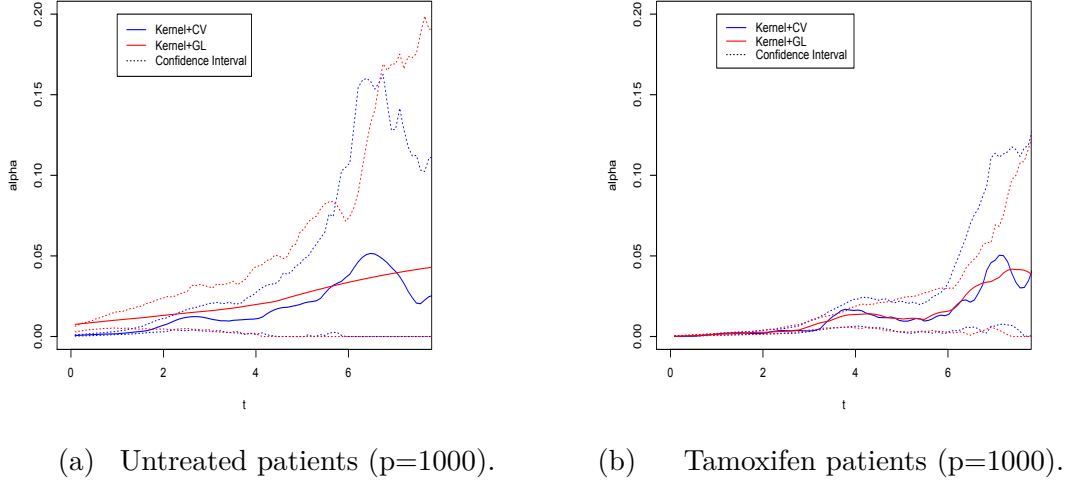 0.20
0.15
0.10
0.05
0.00
alpha
Kernel+CV
Kernel+GL
Confidence Interval
0 2 4 6
t
(a) Untreated patients (p=1000).
0.20
0.15
0.10
0.05
0.00
alpha
Kernel+CV
Kernel+GL
Confidence Interval
0 2 4 6
t
(b) Tamoxifen patients (p=1000).